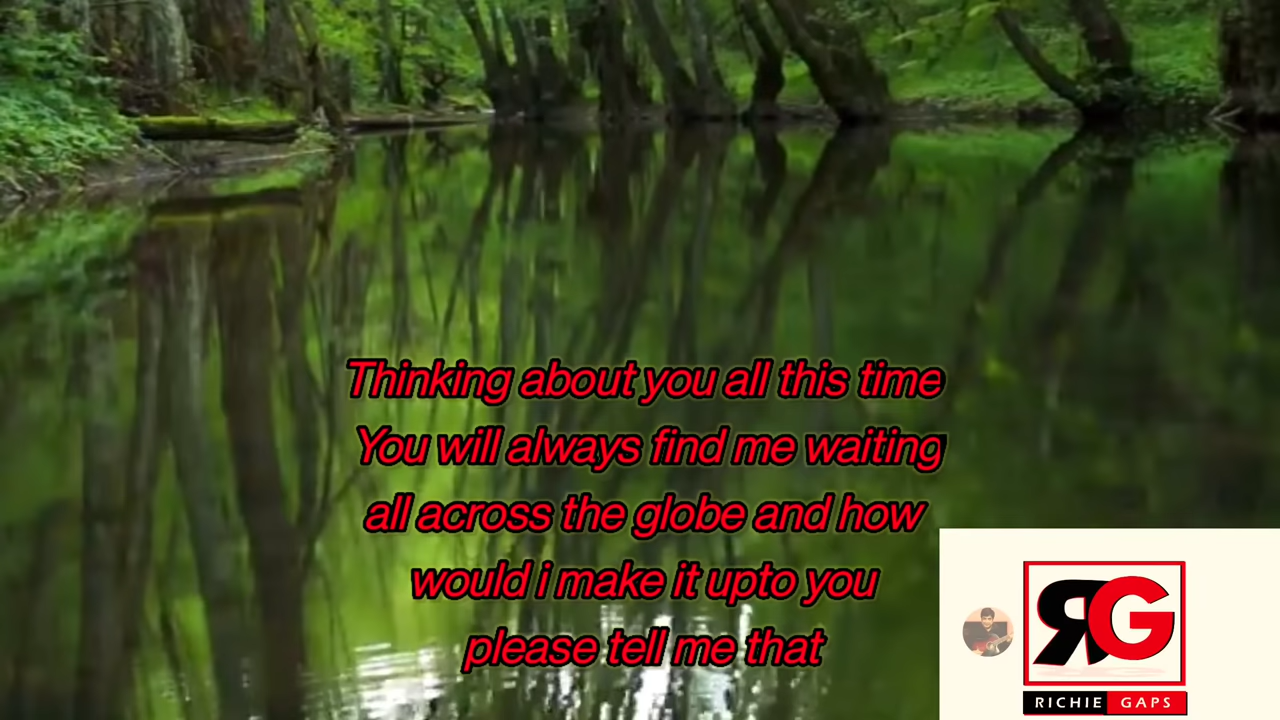 Thinking about you all this time
You will always find me waiting
all across the globe and how
would i make it upto you
please tell me that
RG
RICHIE GAPS